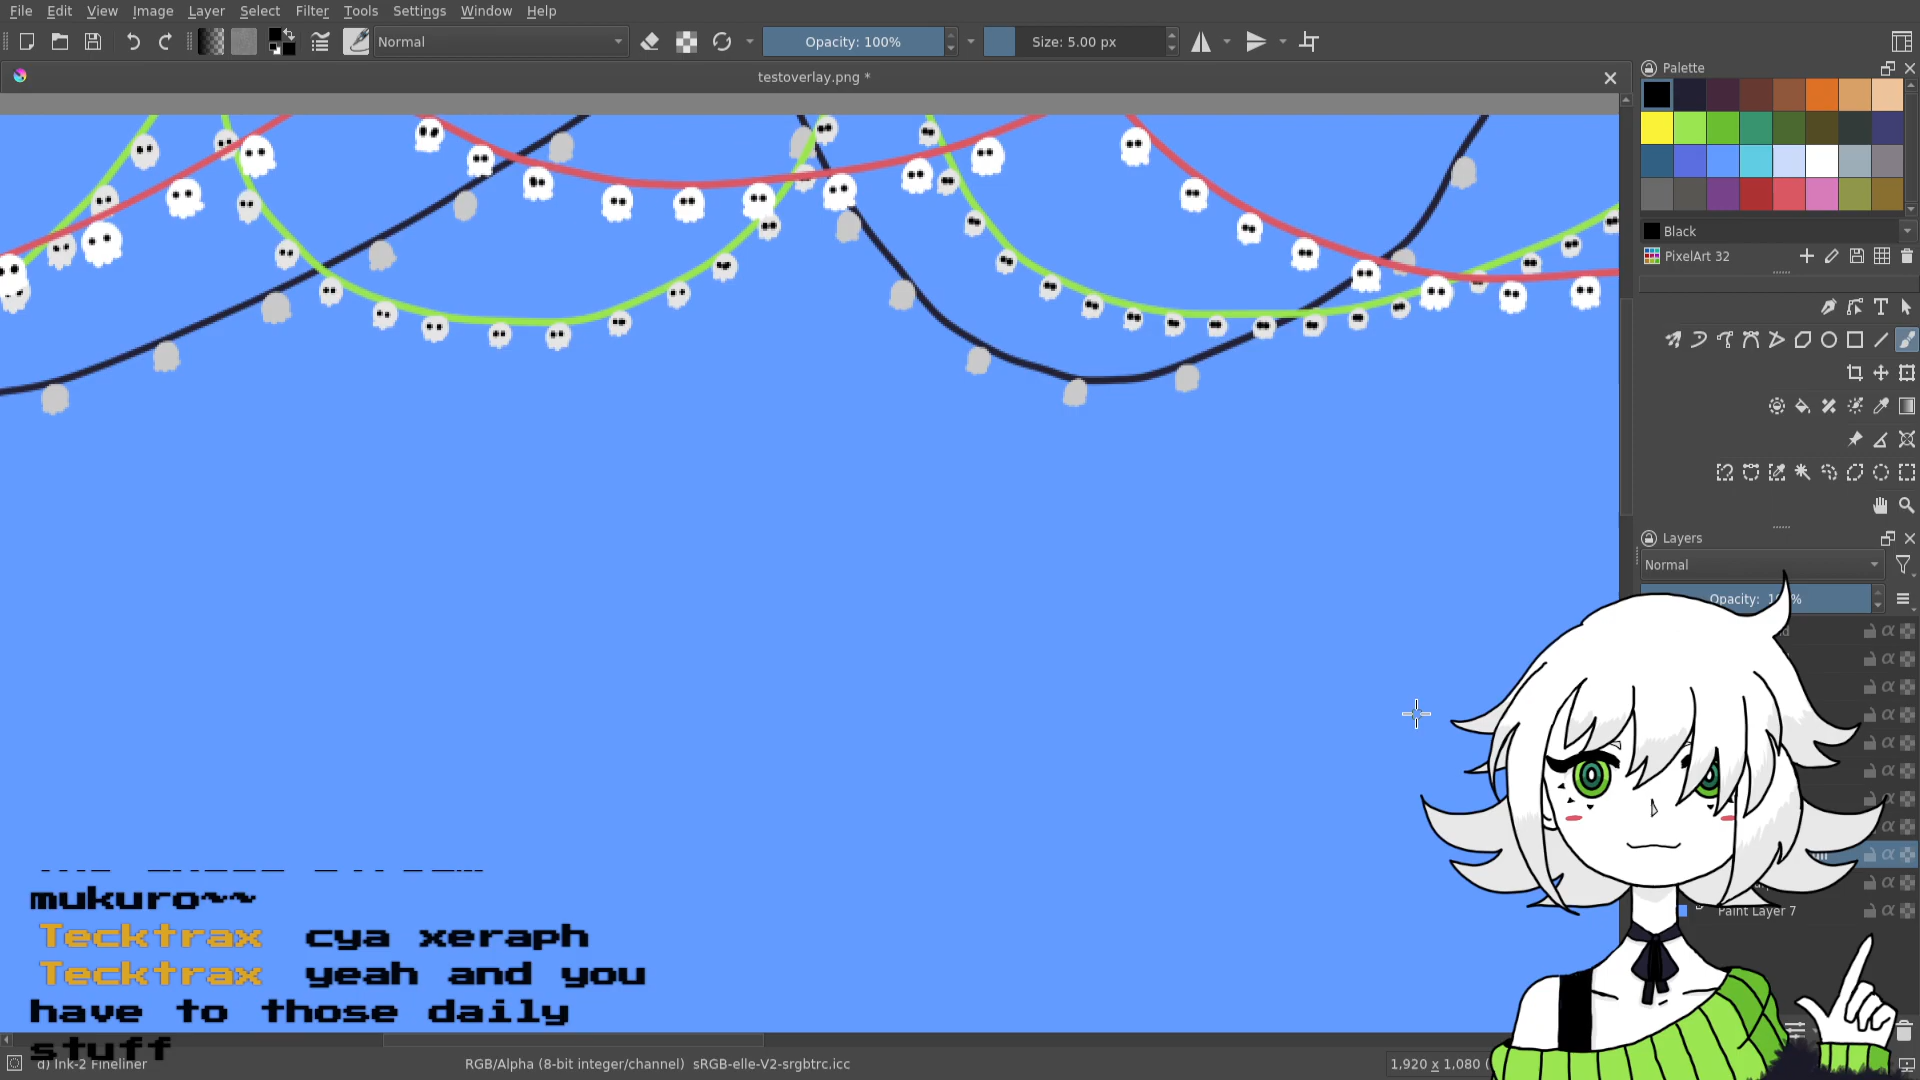 File Edit View Image Layer Select Filter Tools Settings Window Help
Normal
Opacity: 100%
Size: 5.00 px
testoverlay.png *
Palette
Black
PixelArt 32
Layers
Normal
Opacity:
Paint Layer 7
mukuro~~
Tecktrax cya xeraph
Tecktrax yeah and you
have to those daily
stuff
d) Ink-2 Fineliner
RGB/Alpha (8-bit integer/channel) sRGB-elle-V2-srgbtrc.icc
1,920 x 1,080 (